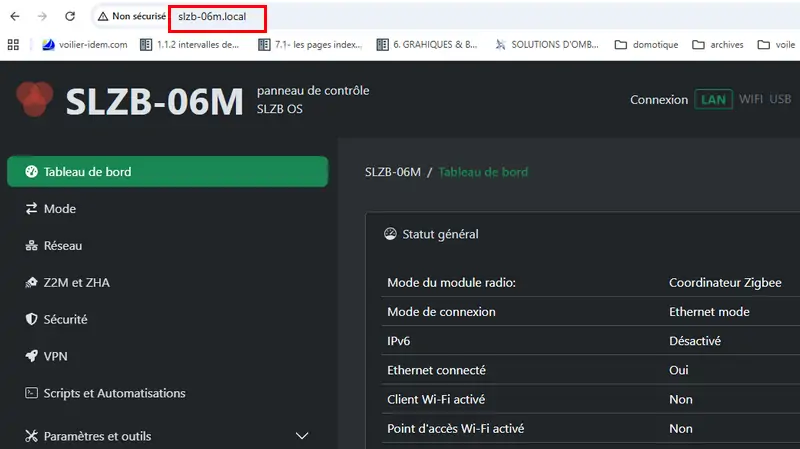 Non sécurisé slzb-06m.local
voilier-idem.com 1.1.2 intervalles de... 7.1- les pages index... 6. GRAHIQUES & B... SOLUTIONS D'OMB... domotique archives voile
SLZB-06M
panneau de contrôle
SLZB OS
Connexion LAN WIFI USB
Tableau de bord
Mode
Réseau
Z2M et ZHA
Sécurité
VPN
Scripts et Automatisations
Paramètres et outils
SLZB-06M / Tableau de bord
Statut général
Mode du module radio: Coordinateur Zigbee
Mode de connexion Ethernet mode
IPv6 Désactivé
Ethernet connecté Oui
Client Wi-Fi activé Non
Point d'accès Wi-Fi activé Non